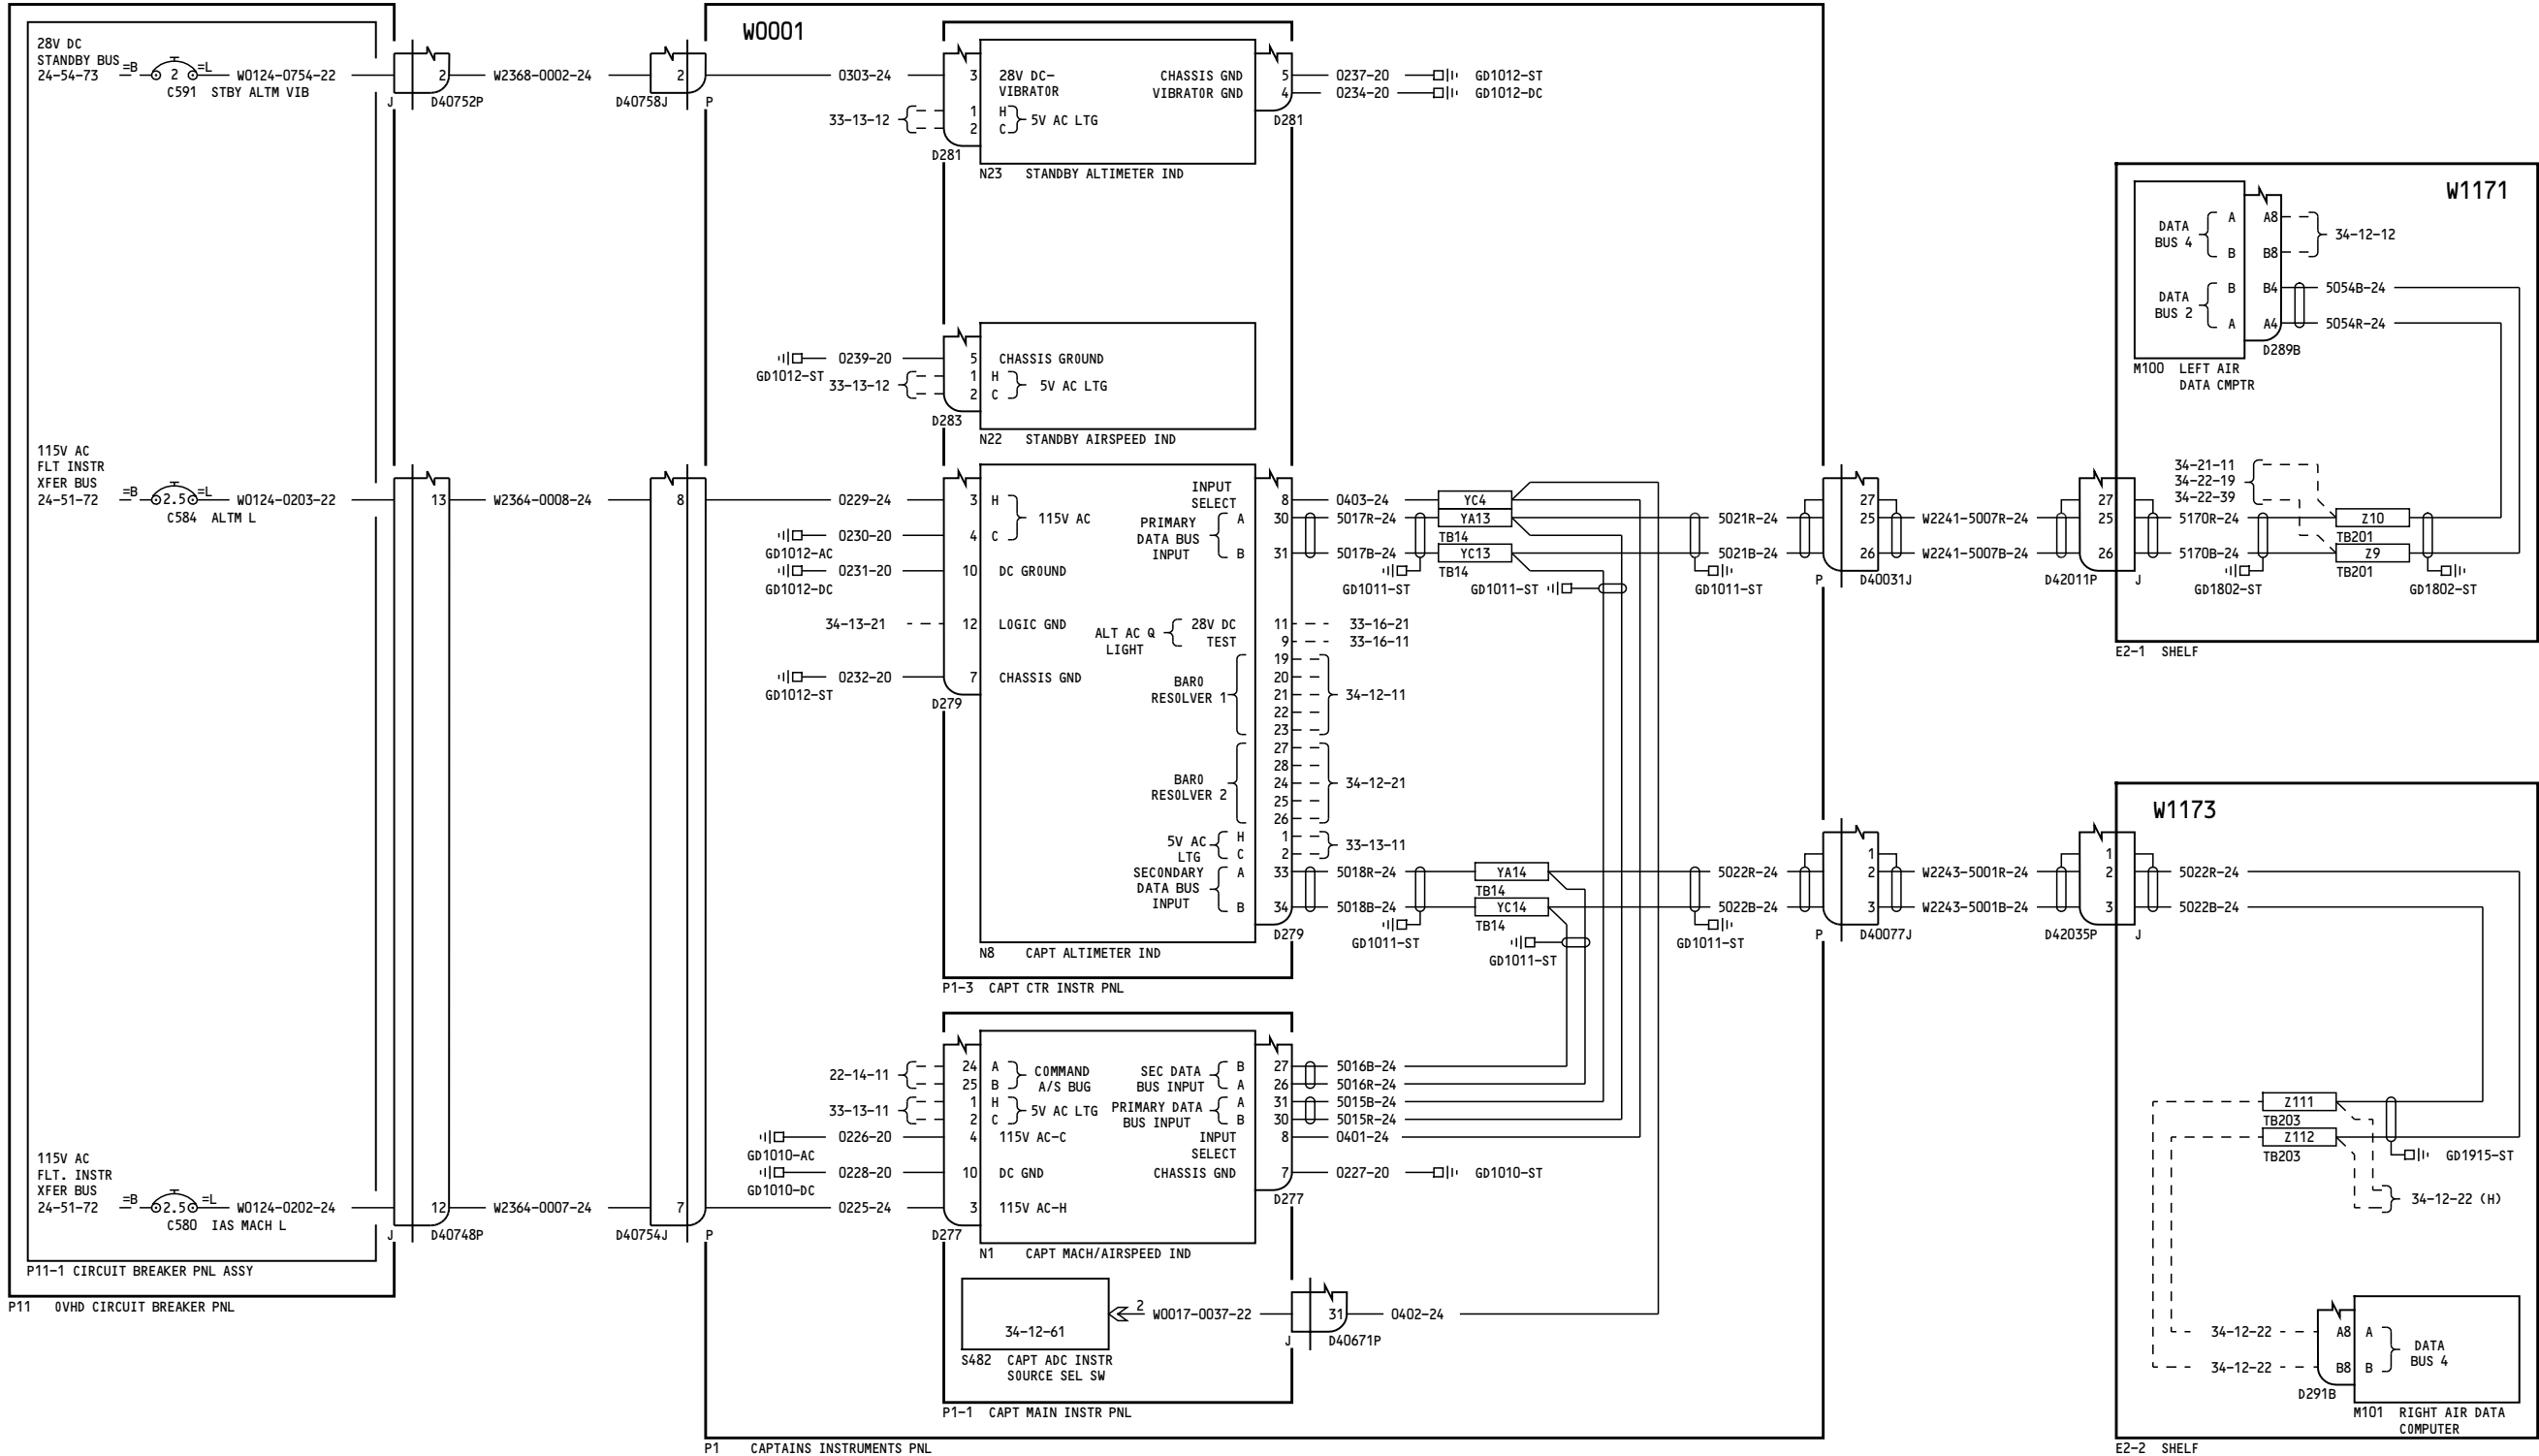 W0001
28V DC
STANDBY BUS
24-54-73
=B
2
=L
W0124-0754-22
C591 STBY ALTM VIB
J
2
D40752P
W2368-0002-24
2
D40758J
P
0303-24
3
28V DC-
VIBRATOR
33-13-12
1
H
2
C
5V AC LTG
D281
N23 STANDBY ALTIMETER IND
CHASSIS GND
5
0237-20
GD1012-ST
VIBRATOR GND
4
0234-20
GD1012-DC
D281
GD1012-ST
0239-20
5
CHASSIS GROUND
33-13-12
1
H
2
C
5V AC LTG
D283
N22 STANDBY AIRSPEED IND
115V AC
FLT INSTR
XFER BUS
24-51-72
=B
2.5
=L
W0124-0203-22
C584 ALTM L
13
W2364-0008-24
8
0229-24
3
H
115V AC
0230-20
4
C
GD1012-AC
0231-20
10
DC GROUND
GD1012-DC
34-13-21
12
LOGIC GND
0232-20
7
CHASSIS GND
GD1012-ST
D279
INPUT
SELECT
8
0403-24
YC4
PRIMARY
DATA BUS
INPUT
A
30
5017R-24
YA13
TB14
B
31
5017B-24
YC13
TB14
GD1011-ST
GD1011-ST
5021R-24
5021B-24
GD1011-ST
ALT AC Q
LIGHT
28V DC
11
33-16-21
TEST
9
33-16-11
BARO
RESOLVER 1
19
20
21
22
23
34-12-11
BARO
RESOLVER 2
27
28
24
25
26
34-12-21
5V AC
LTG
H
1
C
2
33-13-11
SECONDARY
DATA BUS
INPUT
A
33
5018R-24
YA14
TB14
B
34
5018B-24
YC14
TB14
D279
GD1011-ST
GD1011-ST
5022R-24
5022B-24
GD1011-ST
N8 CAPT ALTIMETER IND
P1-3 CAPT CTR INSTR PNL
27
25
26
P
D40031J
W2241-5007R-24
W2241-5007B-24
27
25
26
D42011P
J
1
2
3
P
D40077J
W2243-5001R-24
W2243-5001B-24
1
2
3
D42035P
J
W1171
DATA
BUS 4
A
A8
B
B8
34-12-12
DATA
BUS 2
B
B4
5054B-24
A
A4
5054R-24
D289B
M100 LEFT AIR
DATA CMPTR
34-21-11
34-22-19
34-22-39
5170R-24
Z10
TB201
5170B-24
Z9
TB201
GD1802-ST
GD1802-ST
E2-1 SHELF
W1173
5022R-24
5022B-24
Z111
TB203
Z112
TB203
GD1915-ST
34-12-22 (H)
34-12-22
A8
A
34-12-22
B8
B
DATA
BUS 4
D291B
M101 RIGHT AIR DATA
COMPUTER
E2-2 SHELF
22-14-11
24
A
25
B
COMMAND
A/S BUG
33-13-11
1
H
2
C
5V AC LTG
0226-20
4
115V AC-C
GD1010-AC
0228-20
10
DC GND
GD1010-DC
0225-24
3
115V AC-H
D277
SEC DATA
BUS INPUT
B
27
5016B-24
A
26
5016R-24
PRIMARY DATA
BUS INPUT
A
31
5015B-24
B
30
5015R-24
INPUT
SELECT
8
0401-24
CHASSIS GND
7
0227-20
GD1010-ST
D277
N1 CAPT MACH/AIRSPEED IND
115V AC
FLT. INSTR
XFER BUS
24-51-72
=B
2.5
=L
W0124-0202-24
C580 IAS MACH L
J
12
D40748P
W2364-0007-24
7
D40754J
P
34-12-61
2
W0017-0037-22
31
0402-24
J
D40671P
S482 CAPT ADC INSTR
SOURCE SEL SW
P1-1 CAPT MAIN INSTR PNL
P11-1 CIRCUIT BREAKER PNL ASSY
P11 OVHD CIRCUIT BREAKER PNL
P1 CAPTAINS INSTRUMENTS PNL